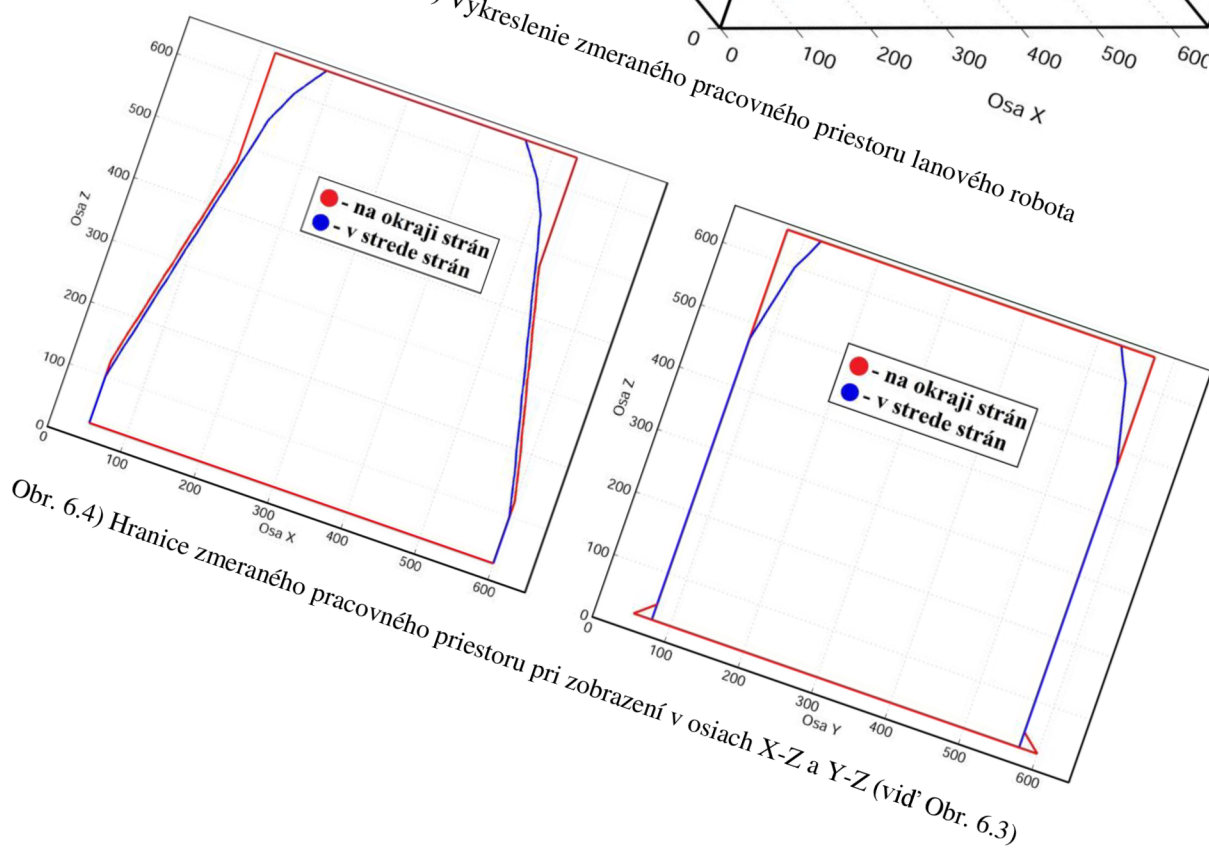 ) Vykreslenie zmeraného pracovného priestoru lanového robota
0
0 100 200 300 400 500
Osa X
600
500
400
300
200
100
0
Osa Z
0 100 200 300 400 500 600
Osa X
- na okraji strán
- v strede strán
600
500
400
300
200
100
0
Osa Z
0 100 200 300 400 500 600
Osa Y
- na okraji strán
- v strede strán
Obr. 6.4) Hranice zmeraného pracovného priestoru pri zobrazení v osiach X-Z a Y-Z (viď Obr. 6.3)